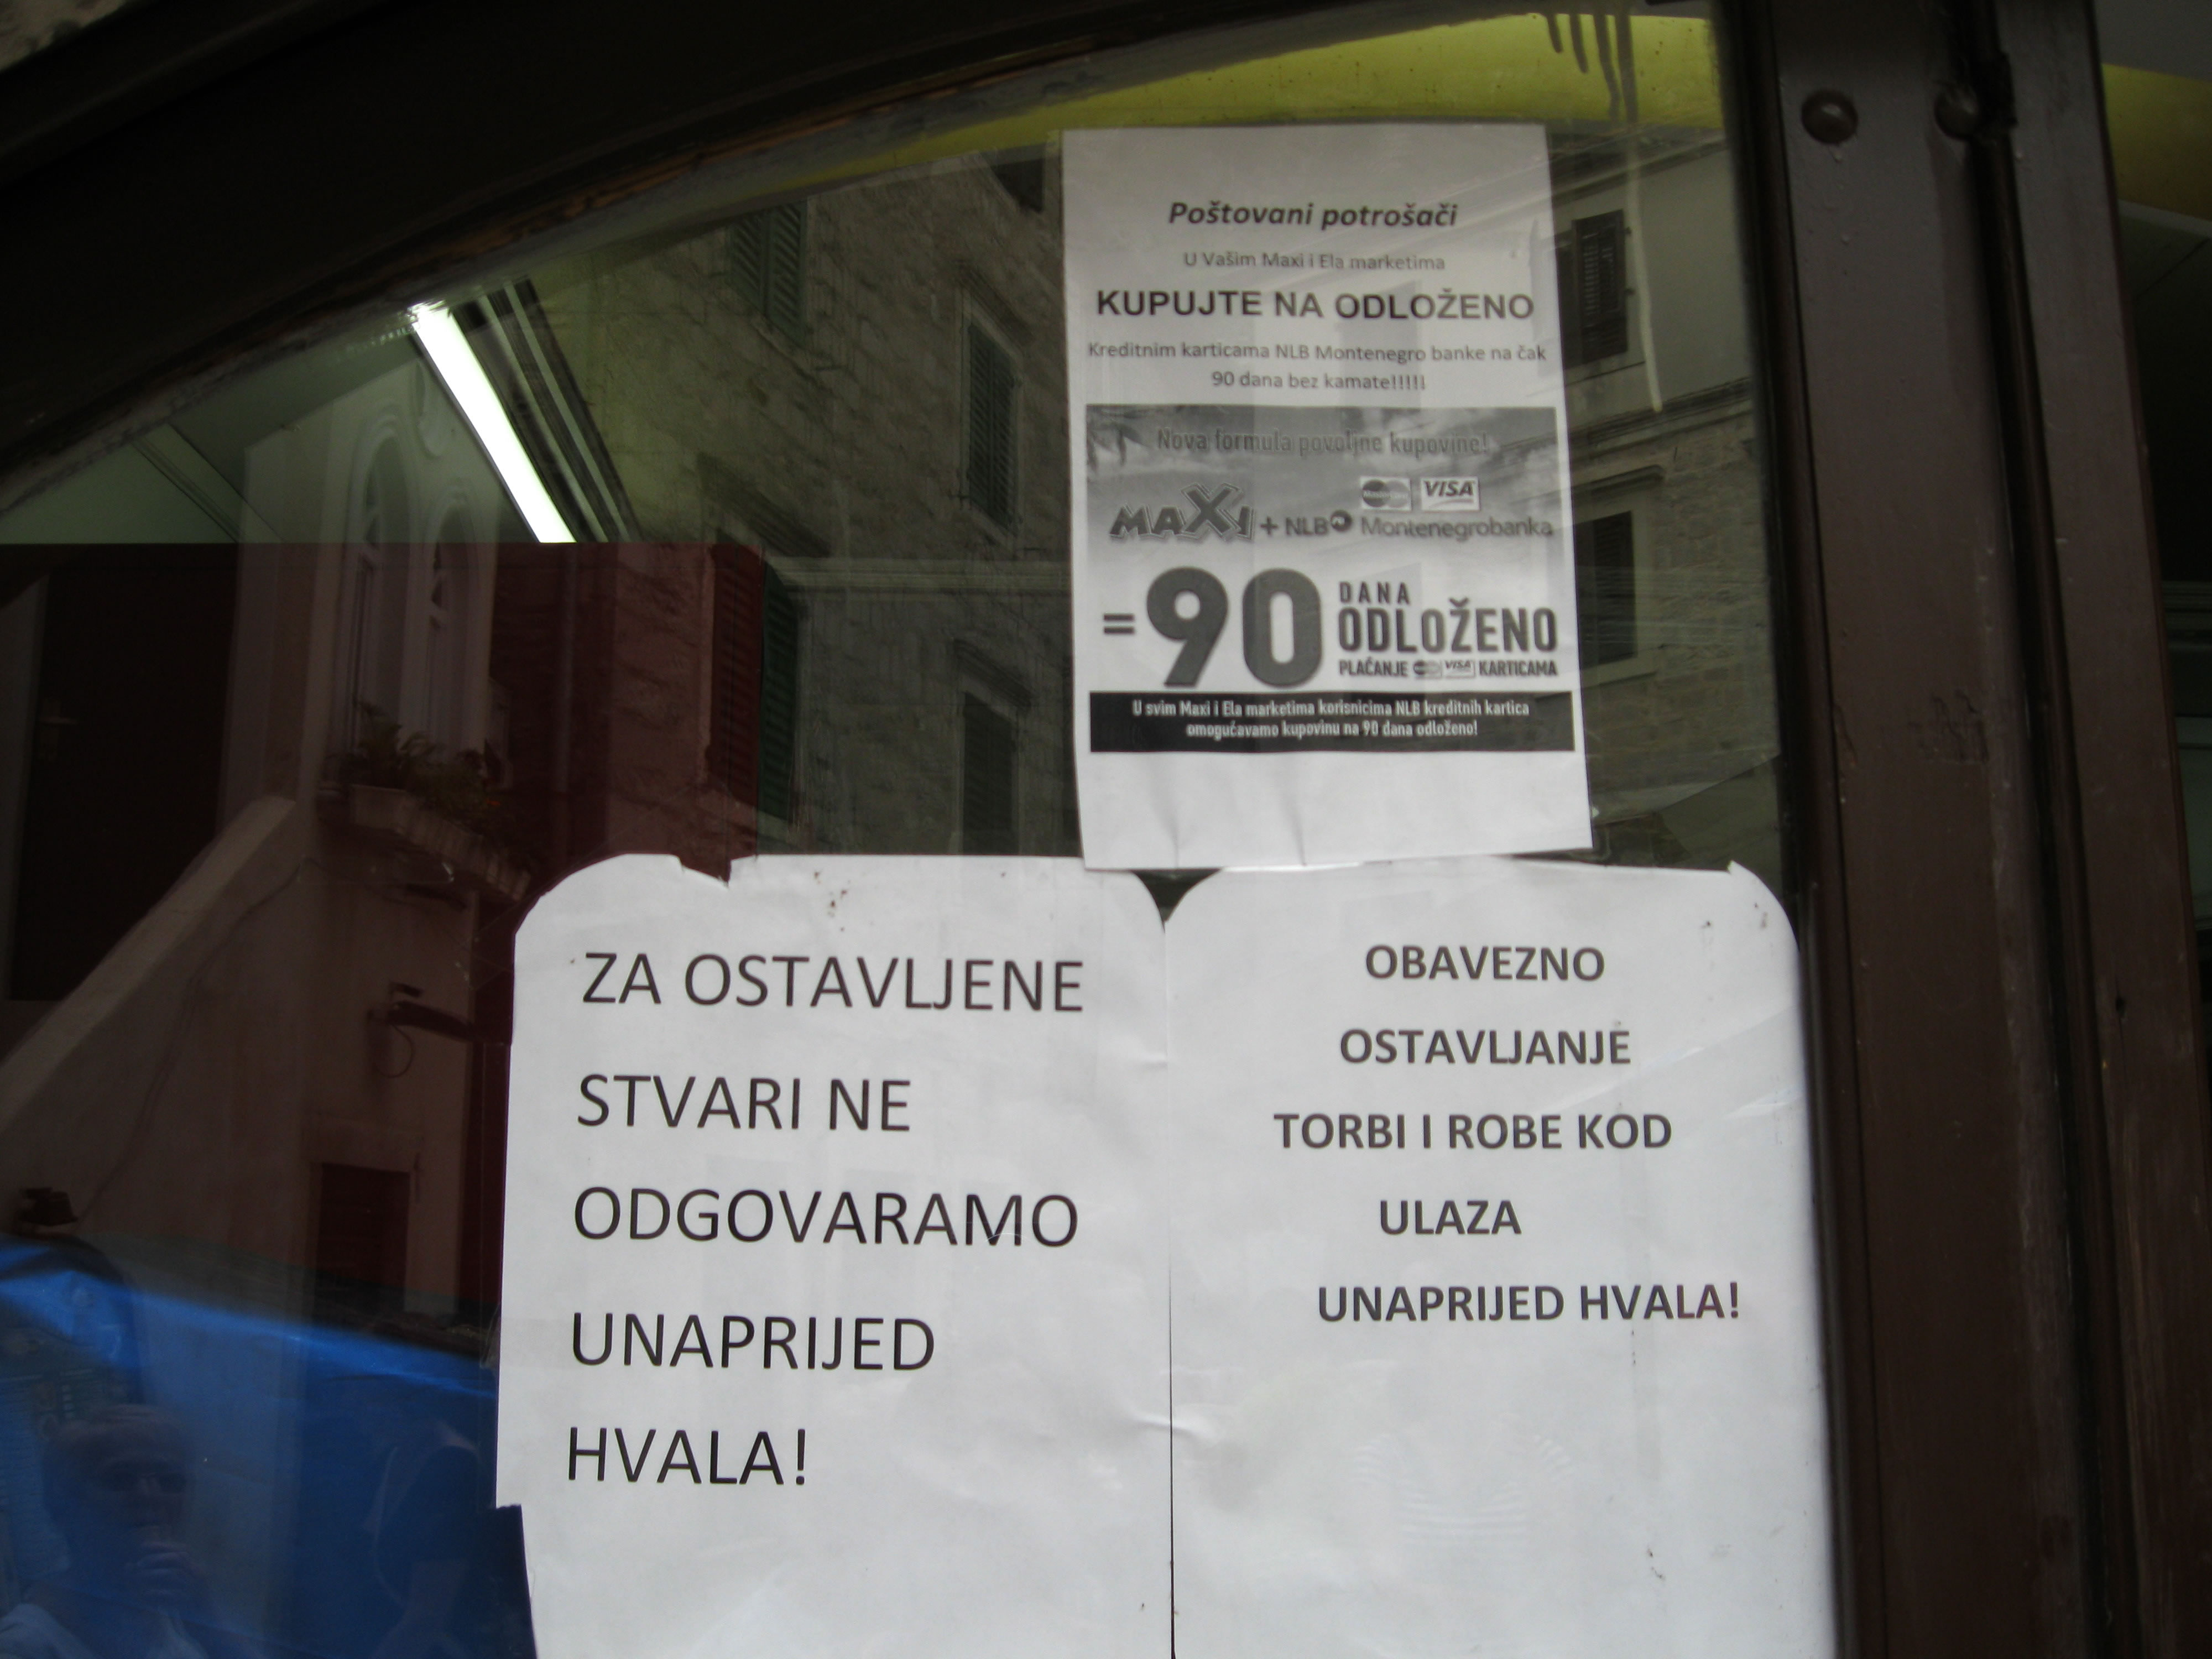 Poštovani potrošači
U Vašim Maxi i Ela marketima
KUPUJTE NA ODLOŽENO
Kreditnim karticama NLB Montenegro banke na čak
90 dana bez kamate!!!!!
Nova formula povoljne kupovine!
MasterCard VISA
MAXI + NLB Montenegrobanka
= 90 DANA
ODLOŽENO
PLAĆANJE VISA KARTICAMA
U svim Maxi i Ela marketima korisnicima NLB kreditnih kartica
omogućavamo kupovinu na 90 dana odloženo!
ZA OSTAVLJENE
STVARI NE
ODGOVARAMO
UNAPRIJED
HVALA!
OBAVEZNO
OSTAVLJANJE
TORBI I ROBE KOD
ULAZA
UNAPRIJED HVALA!